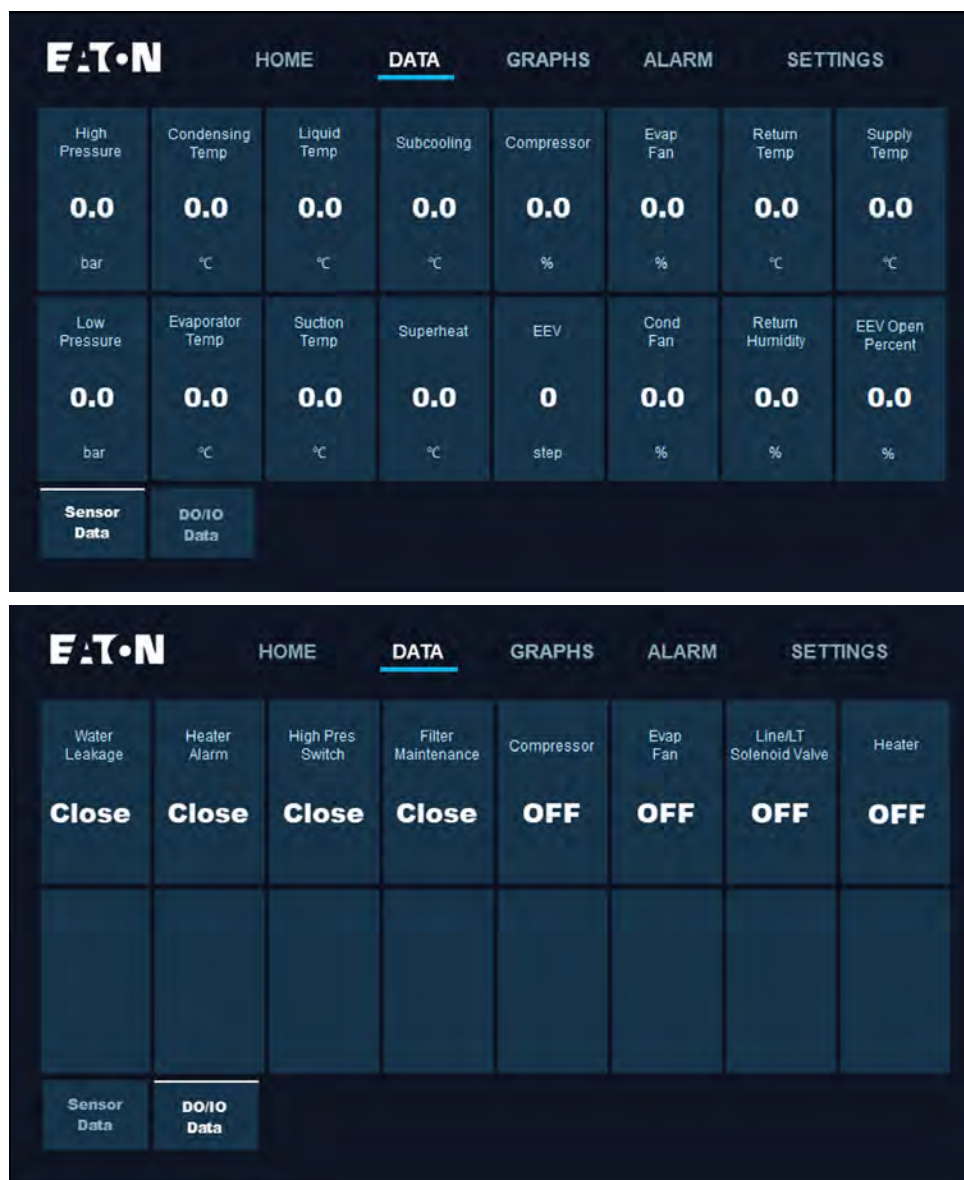 EATON HOME DATA GRAPHS ALARM SETTINGS
High Pressure
0.0
bar
Condensing Temp
0.0
℃
Liquid Temp
0.0
℃
Subcooling
0.0
℃
Compressor
0.0
%
Evap Fan
0.0
%
Return Temp
0.0
℃
Supply Temp
0.0
℃
Low Pressure
0.0
bar
Evaporator Temp
0.0
℃
Suction Temp
0.0
℃
Superheat
0.0
℃
EEV
0
step
Cond Fan
0.0
%
Return Humidity
0.0
%
EEV Open Percent
0.0
%
Sensor Data
DO/IO Data
EATON HOME DATA GRAPHS ALARM SETTINGS
Water Leakage
Close
Heater Alarm
Close
High Pres Switch
Close
Filter Maintenance
Close
Compressor
OFF
Evap Fan
OFF
Line/LT Solenoid Valve
OFF
Heater
OFF
Sensor Data
DO/IO Data